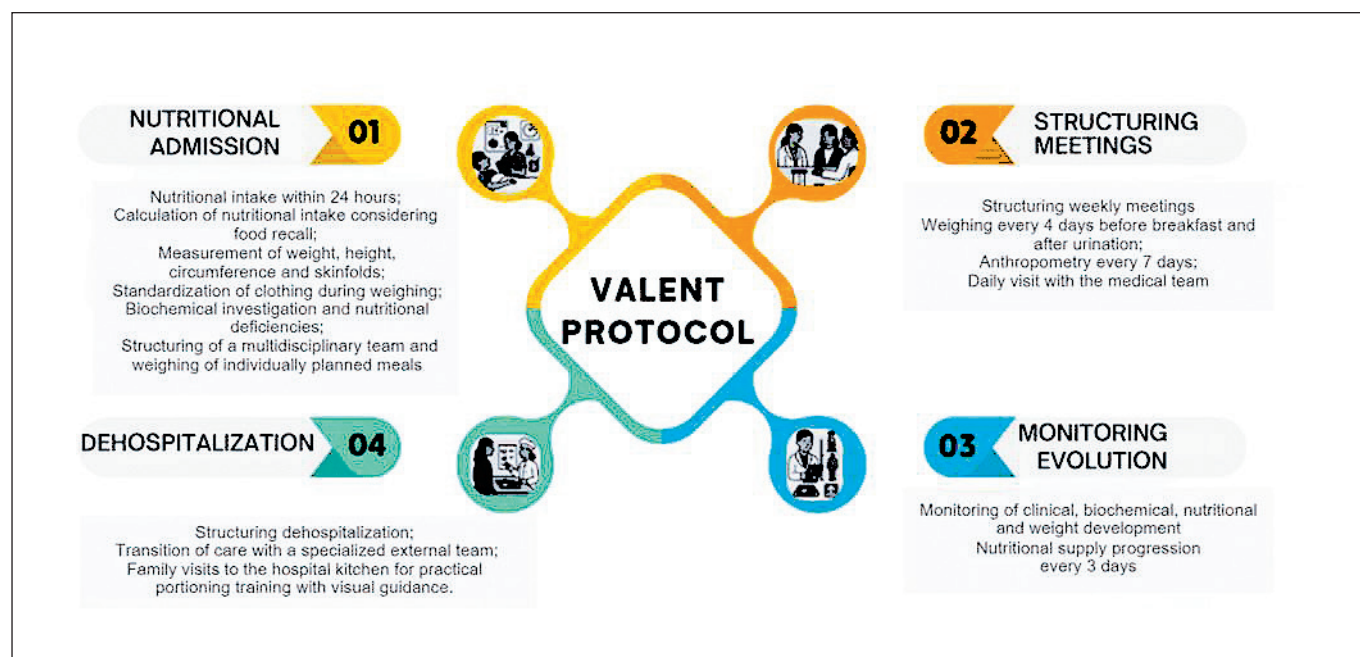 NUTRITIONAL
ADMISSION
01
Nutritional intake within 24 hours;
Calculation of nutritional intake considering
food recall;
Measurement of weight, height,
circumference and skinfolds;
Standardization of clothing during weighing;
Biochemical investigation and nutritional
deficiencies;
Structuring of a multidisciplinary team and
weighing of individually planned meals
02
STRUCTURING
MEETINGS
Structuring weekly meetings
Weighing every 4 days before breakfast and
after urination;
Anthropometry every 7 days;
Daily visit with the medical team
VALENT
PROTOCOL
03
MONITORING
EVOLUTION
Monitoring of clinical, biochemical, nutritional
and weight development
Nutritional supply progression
every 3 days
DEHOSPITALIZATION
04
Structuring dehospitalization;
Transition of care with a specialized external team;
Family visits to the hospital kitchen for practical
portioning training with visual guidance.